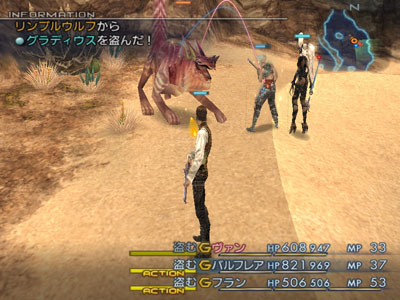 INFORMATION
リンブルウルフから
グラディウスを盗んだ！
盗む G ヴァン HP 608/947 MP 33
ACTION 盗む G バルフレア HP 821/969 MP 37
ACTION 盗む G フラン HP 506/506 MP 53